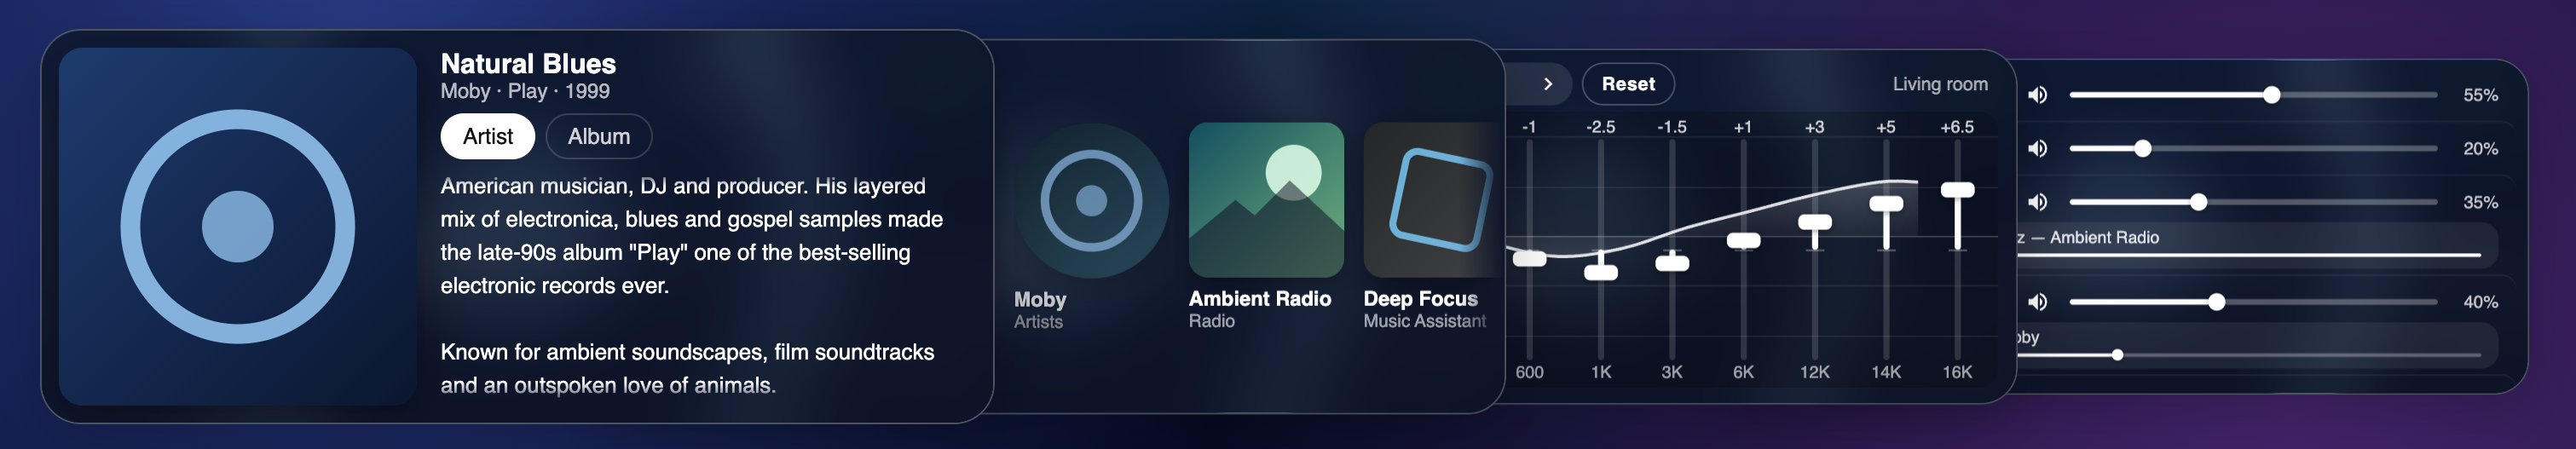 Natural Blues
Moby · Play · 1999
Artist
Album
American musician, DJ and producer. His layered
mix of electronica, blues and gospel samples made
the late-90s album "Play" one of the best-selling
electronic records ever.
Known for ambient soundscapes, film soundtracks
and an outspoken love of animals.
Moby
Artists
Ambient Radio
Radio
Deep Focus
Music Assistant
Reset
Living room
-1 -2.5 -1.5 +1 +3 +5 +6.5
600 1K 3K 6K 12K 14K 16K
55%
20%
35%
z — Ambient Radio
40%
oby